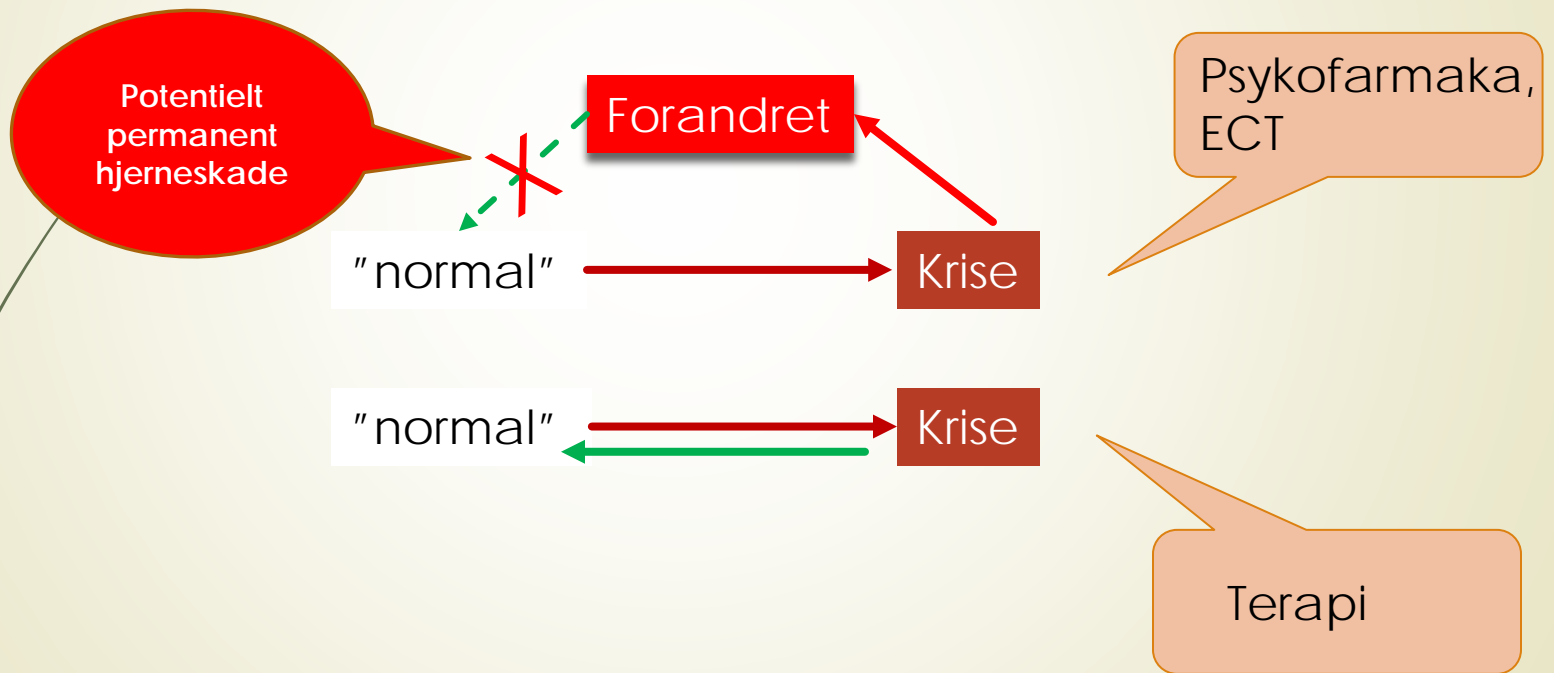 Potentielt
permanent
hjerneskade
Forandret
Psykofarmaka,
ECT
"normal"
Krise
"normal"
Krise
Terapi